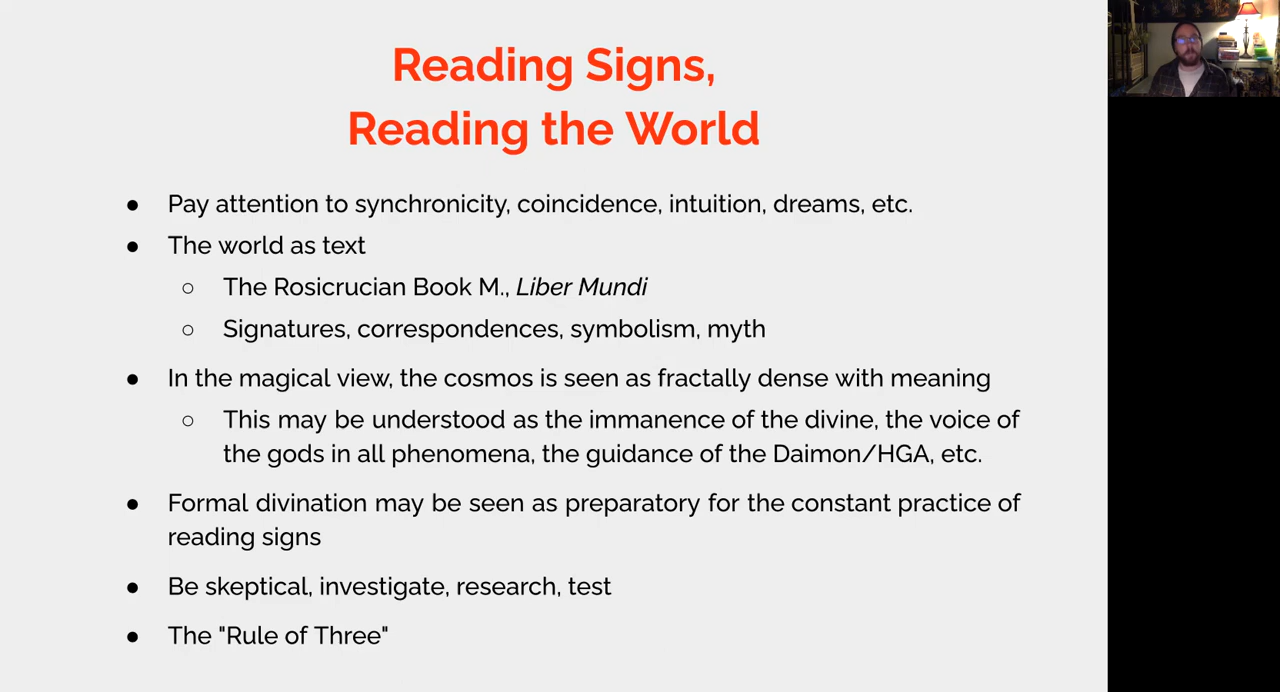 Reading Signs,
Reading the World
● Pay attention to synchronicity, coincidence, intuition, dreams, etc.
● The world as text
○ The Rosicrucian Book M., Liber Mundi
○ Signatures, correspondences, symbolism, myth
● In the magical view, the cosmos is seen as fractally dense with meaning
○ This may be understood as the immanence of the divine, the voice of
the gods in all phenomena, the guidance of the Daimon/HGA, etc.
● Formal divination may be seen as preparatory for the constant practice of
reading signs
● Be skeptical, investigate, research, test
● The "Rule of Three"